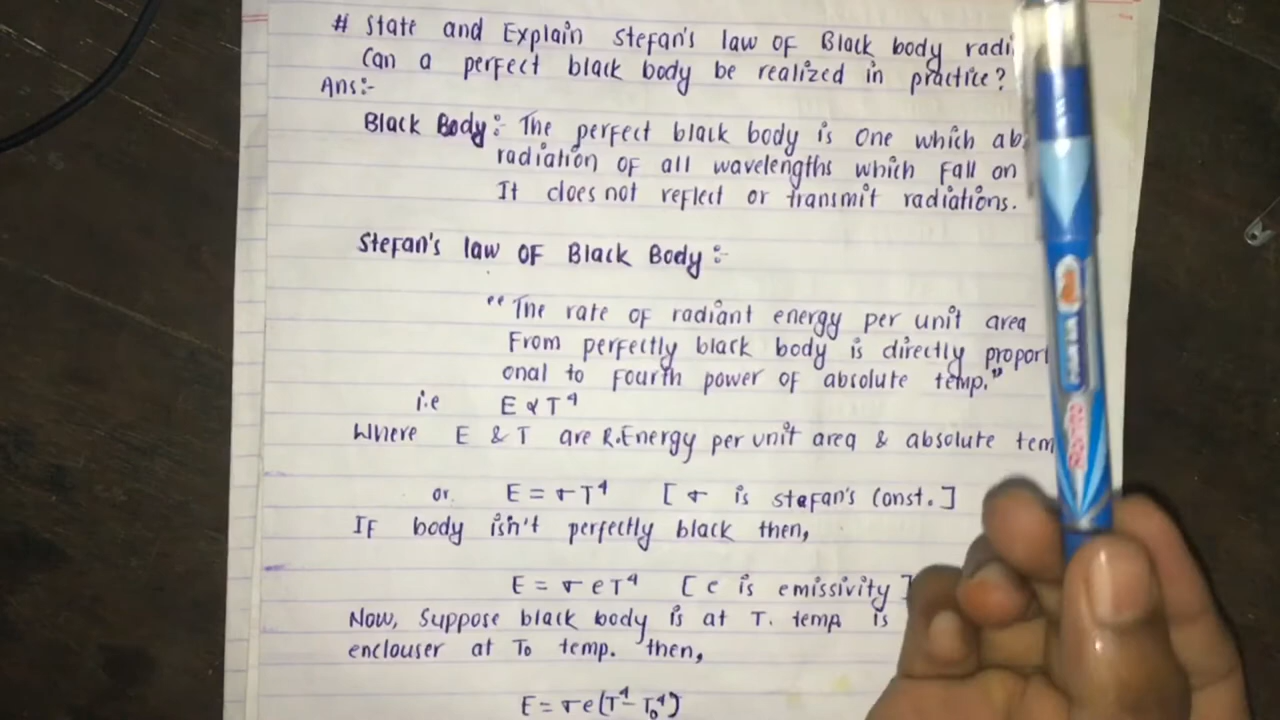 # State and Explain Stefan's law of Black body radi
Can a perfect black body be realized in practice?
Ans:-
Black Body:- The perfect black body is one which ab
radiation of all wavelengths which fall on
It does not reflect or transmit radiations.
Stefan's law of Black Body :-
"The rate of radiant energy per unit area
From perfectly black body is directly proport
onal to fourth power of absolute temp."
i.e E ∝ T⁴
Where E & T are R.Energy per unit area & absolute tem
or. E = σT⁴ [σ is stefan's const.]
If body isn't perfectly black then,
E = σeT⁴ [e is emissivity]
Now, Suppose black body is at T. temp is
enclouser at T₀ temp. then,
E = σe(T⁴ - T₀⁴)